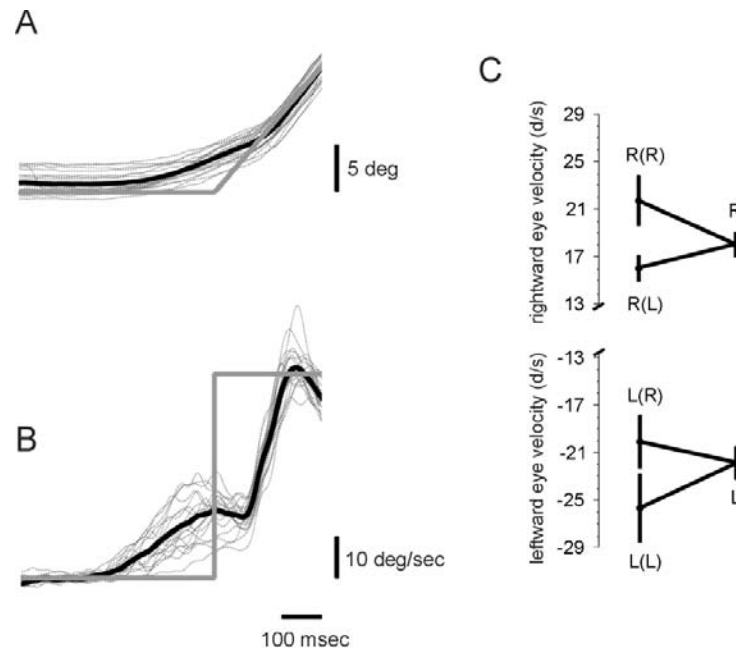 A
5 deg
B
10 deg/sec
100 msec
C
rightward eye velocity (d/s)
29
25
21
17
13
R(R)
R
R(L)
leftward eye velocity (d/s)
-13
-17
-21
-25
-29
L(R)
L
L(L)